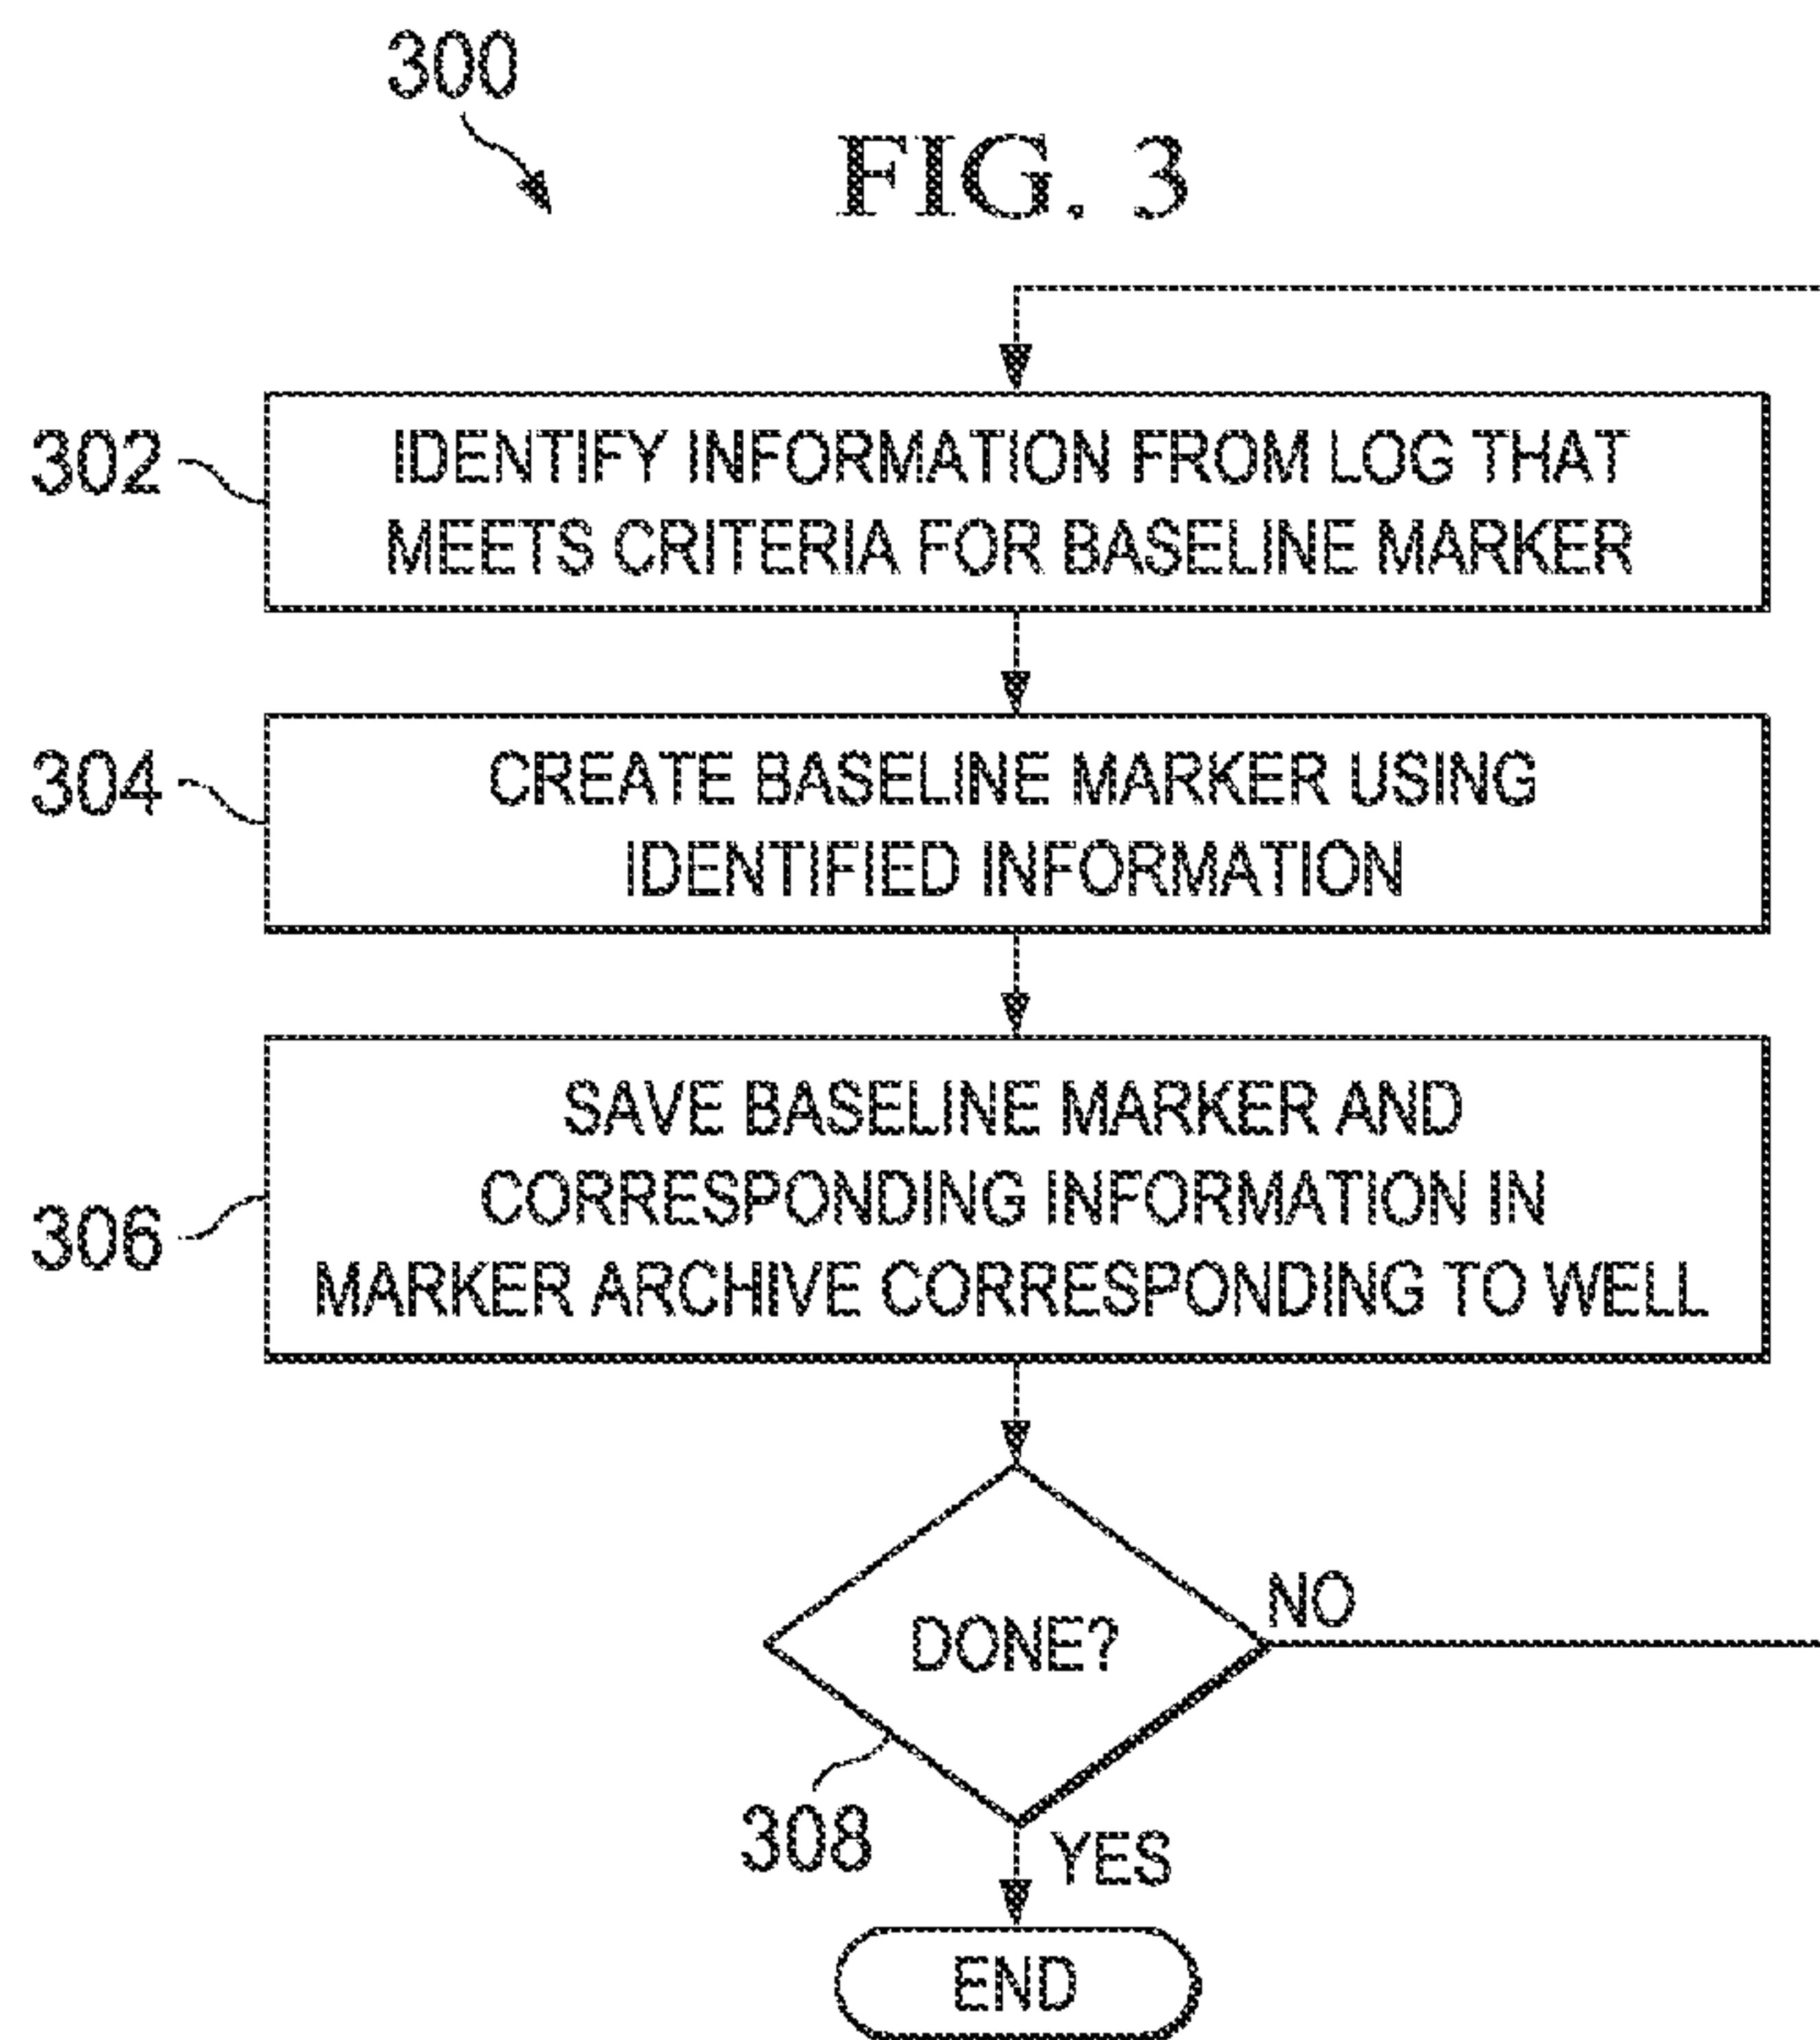 300
FIG. 3
302
IDENTIFY INFORMATION FROM LOG THAT
MEETS CRITERIA FOR BASELINE MARKER
304
CREATE BASELINE MARKER USING
IDENTIFIED INFORMATION
306
SAVE BASELINE MARKER AND
CORRESPONDING INFORMATION IN
MARKER ARCHIVE CORRESPONDING TO WELL
NO
DONE?
308
YES
END